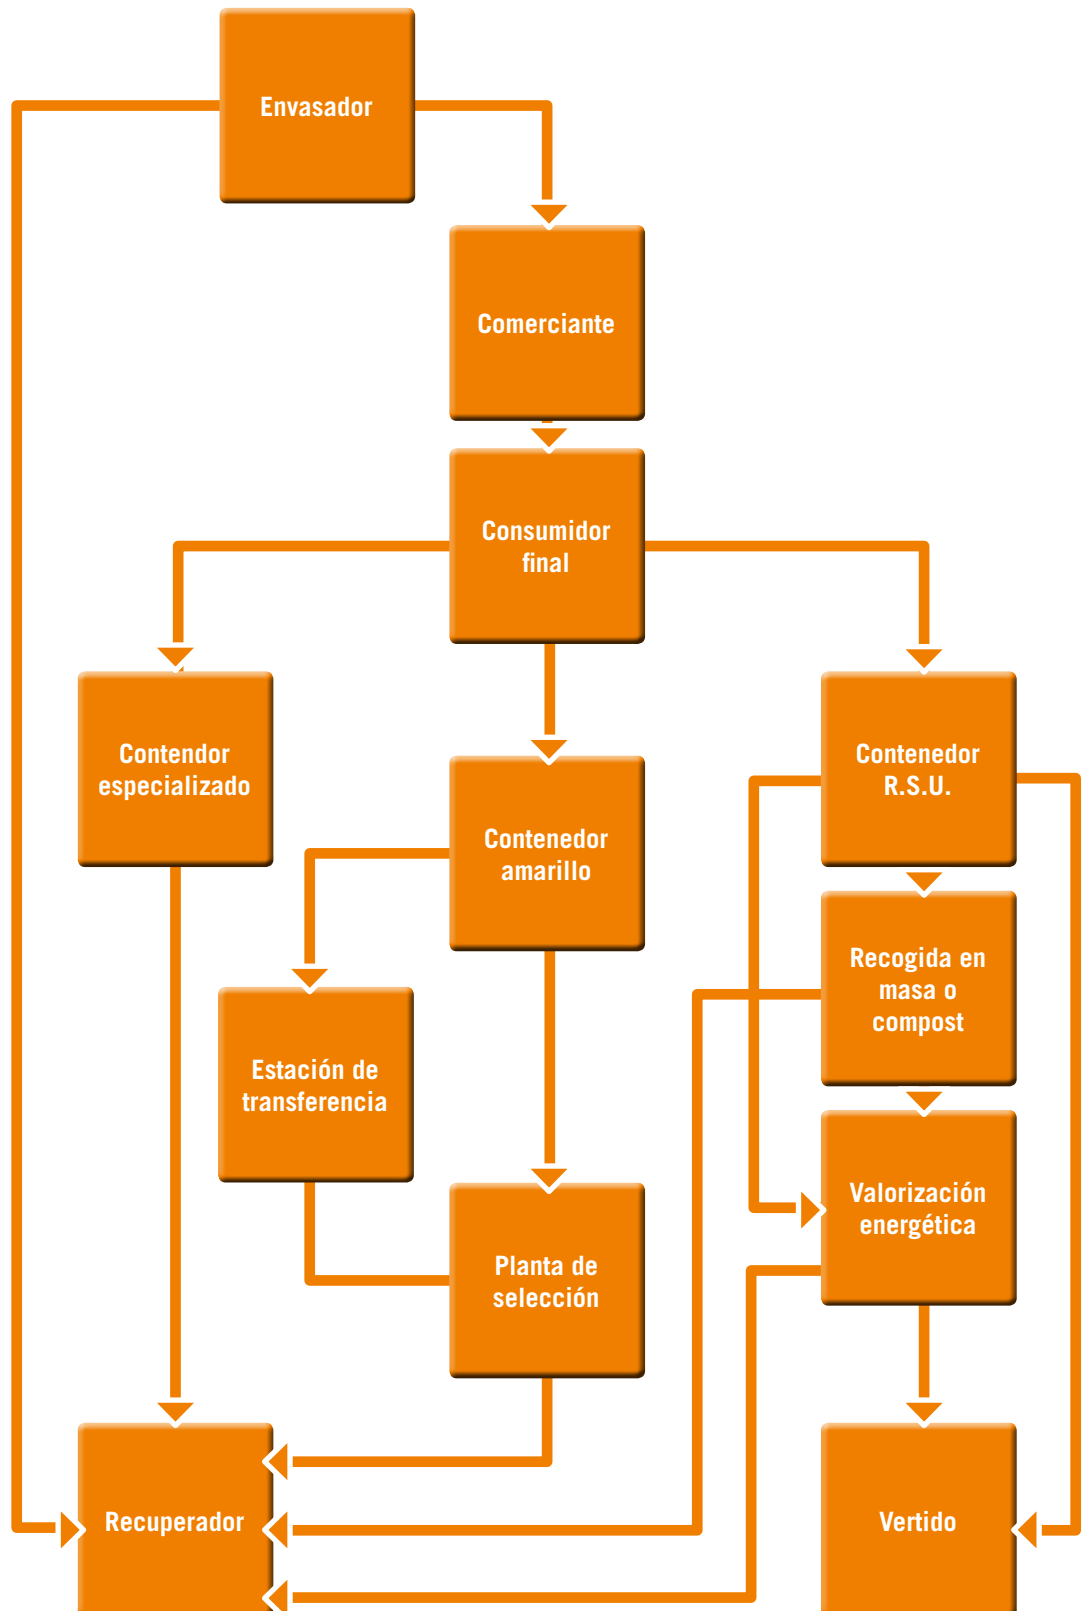 Envasador
Comerciante
Consumidor
final
Contendor
especializado
Contenedor
R.S.U.
Contenedor
amarillo
Recogida en
masa o
compost
Estación de
transferencia
Valorización
energética
Planta de
selección
Recuperador
Vertido